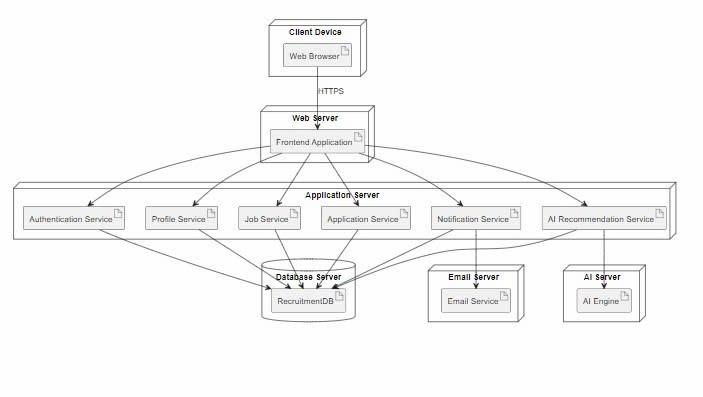 Client Device
Web Browser
HTTPS
Web Server
Frontend Application
Application Server
Authentication Service
Profile Service
Job Service
Application Service
Notification Service
AI Recommendation Service
Database Server
RecruitmentDB
Email Server
Email Service
AI Server
AI Engine